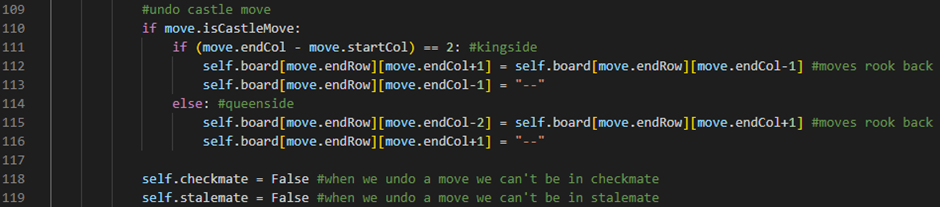 109 #undo castle move
110 if move.isCastleMove:
111 if (move.endCol - move.startCol) == 2: #kingside
112 self.board[move.endRow][move.endCol+1] = self.board[move.endRow][move.endCol-1] #moves rook back
113 self.board[move.endRow][move.endCol-1] = "--"
114 else: #queenside
115 self.board[move.endRow][move.endCol-2] = self.board[move.endRow][move.endCol+1] #moves rook back
116 self.board[move.endRow][move.endCol+1] = "--"
117
118 self.checkmate = False #when we undo a move we can't be in checkmate
119 self.stalemate = False #when we undo a move we can't be in stalemate